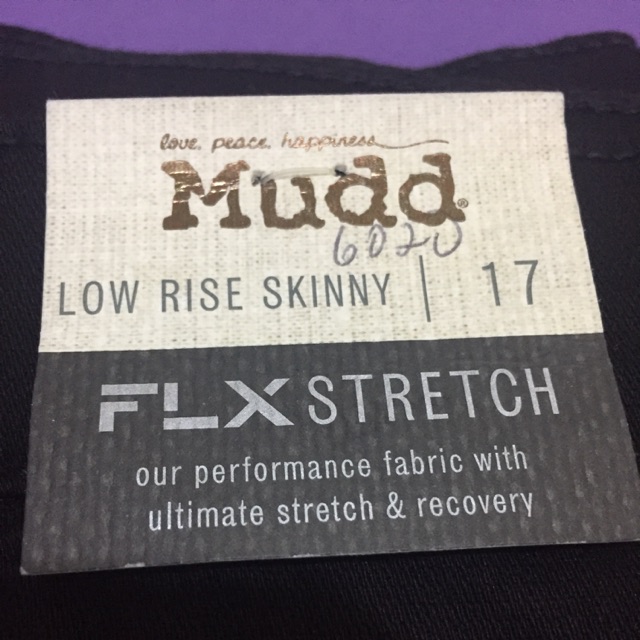 love. peace. happiness
Mudd®
6020
LOW RISE SKINNY | 17
FLX STRETCH
our performance fabric with
ultimate stretch & recovery